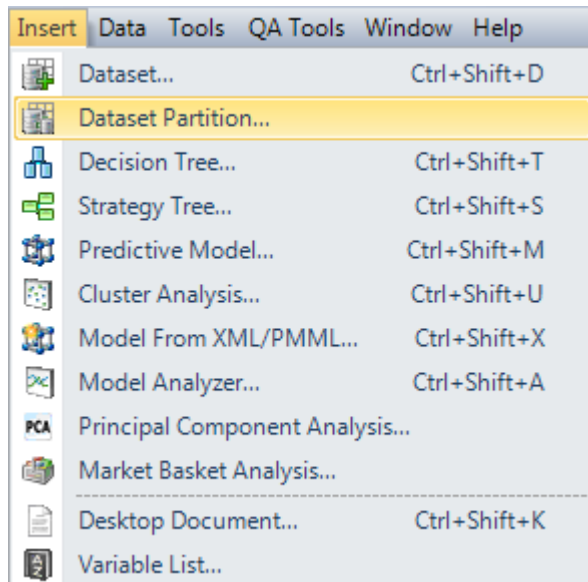 Insert Data Tools QA Tools Window Help
Dataset... Ctrl+Shift+D
Dataset Partition...
Decision Tree... Ctrl+Shift+T
Strategy Tree... Ctrl+Shift+S
Predictive Model... Ctrl+Shift+M
Cluster Analysis... Ctrl+Shift+U
Model From XML/PMML... Ctrl+Shift+X
Model Analyzer... Ctrl+Shift+A
PCA Principal Component Analysis...
Market Basket Analysis...
Desktop Document... Ctrl+Shift+K
Variable List...